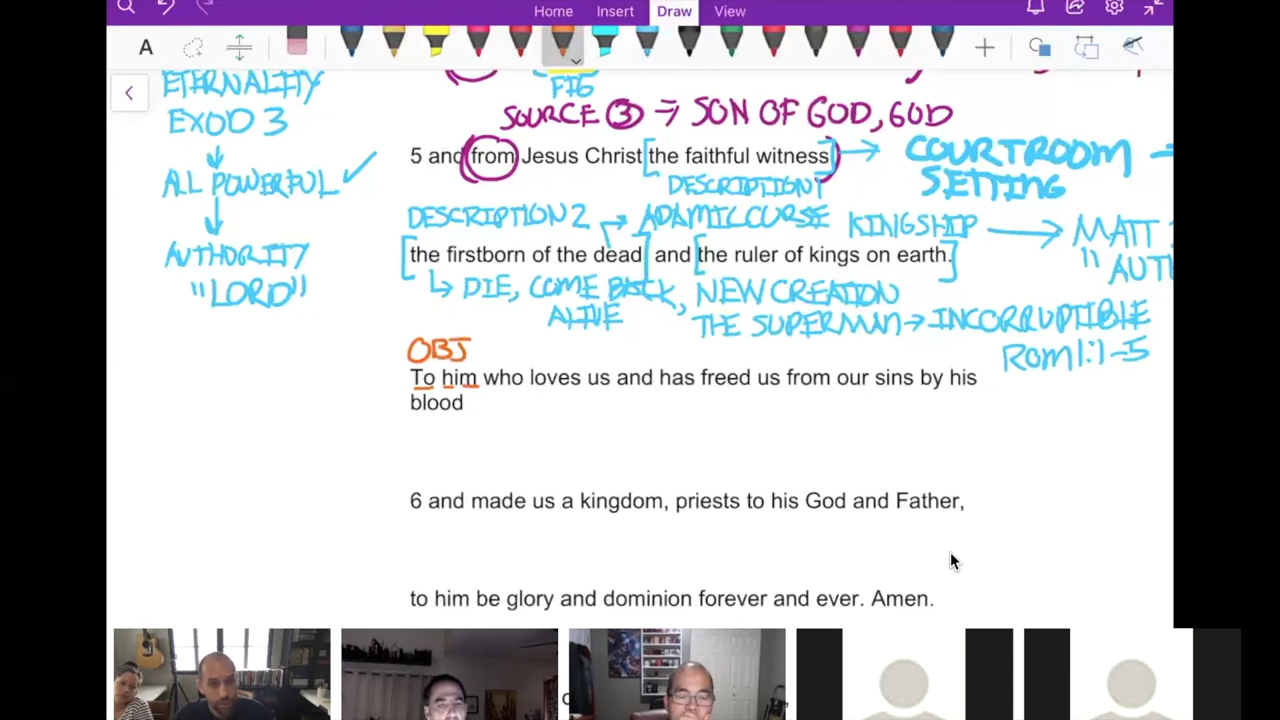 Home Insert Draw View
A
ETERNALITY
FIG
EXOD 3
SOURCE ③ ⇒ SON OF GOD, GOD
5 and from Jesus Christ [the faithful witness] → COURTROOM →
SETTING
ALL POWERFUL ✓
DESCRIPTION 1
DESCRIPTION 2 → ADAMIC CURSE KINGSHIP → MATT
"AUT
AUTHORITY
"LORD"
[the firstborn of the dead] and [the ruler of kings on earth.]
↳ DIE, COME BACK, NEW CREATION
ALIVE THE SUPERMAN → INCORRUPTIBLE
Rom 1:1-5
OBJ
To him who loves us and has freed us from our sins by his
blood
6 and made us a kingdom, priests to his God and Father,
to him be glory and dominion forever and ever. Amen.